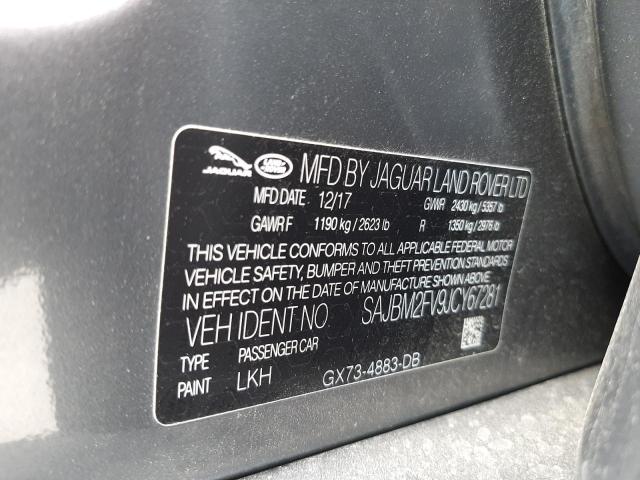 JAGUAR LAND ROVER MFD BY JAGUAR LAND ROVER LTD
MFD DATE 12/17 GVWR 2430 kg / 5357 lb
GAWR F 1190 kg / 2623 lb R 1350 kg / 2976 lb
THIS VEHICLE CONFORMS TO ALL APPLICABLE FEDERAL MOTOR
VEHICLE SAFETY, BUMPER AND THEFT PREVENTION STANDARDS
IN EFFECT ON THE DATE OF MANUFACTURE SHOWN ABOVE.
VEH IDENT NO SAJBM2FV9JCY67281
TYPE PASSENGER CAR
PAINT LKH GX73-4883-DB